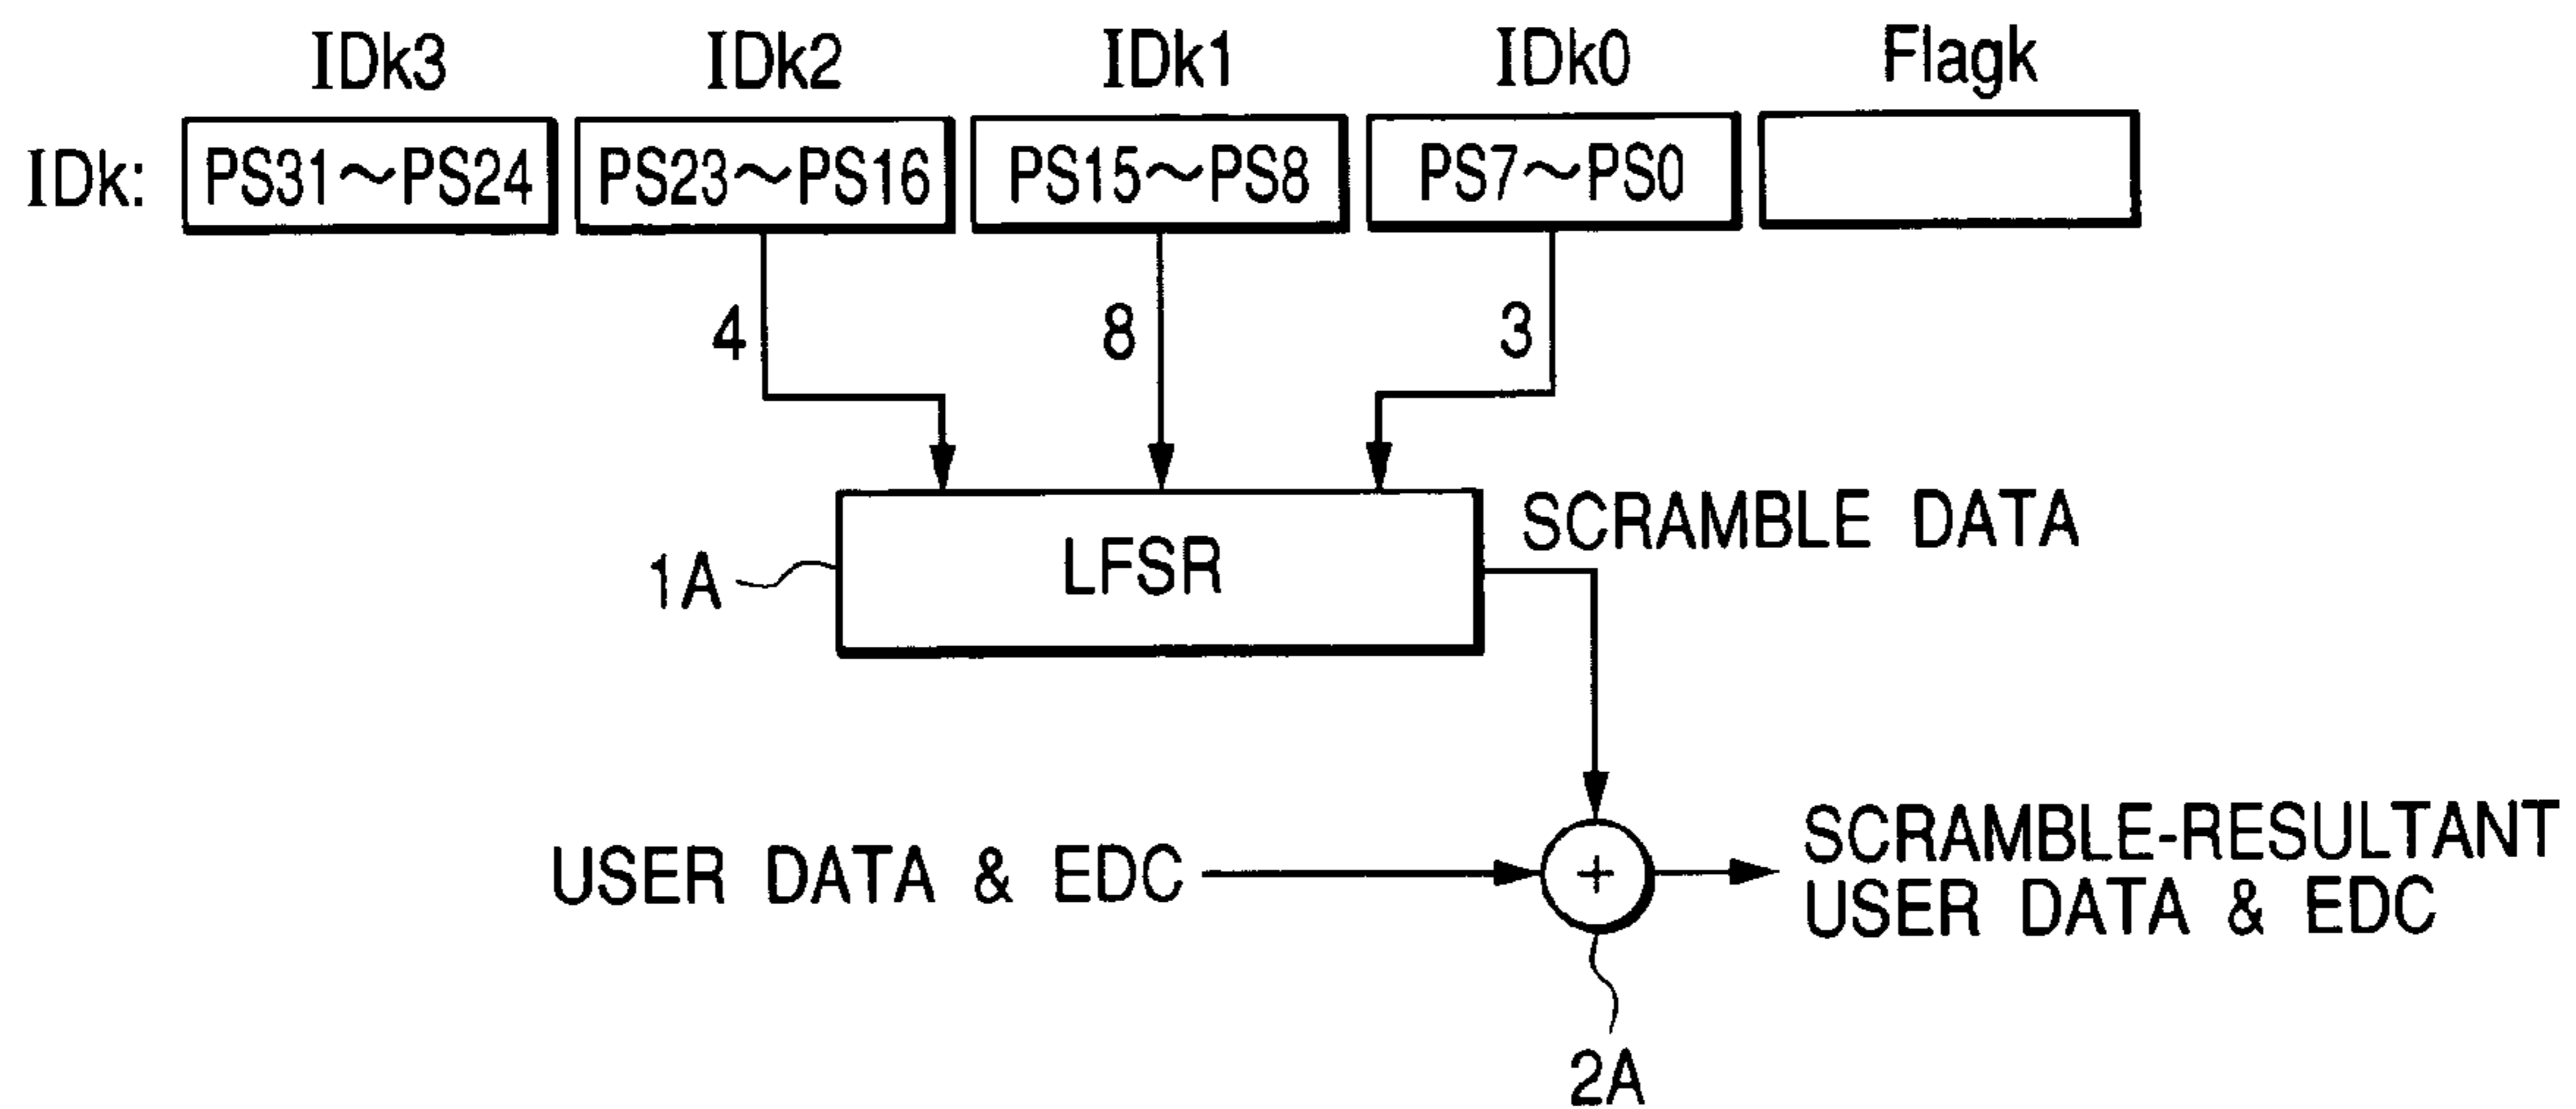 IDk3 IDk2 IDk1 IDk0 Flagk
IDk: PS31～PS24 PS23～PS16 PS15～PS8 PS7～PS0
4 8 3
SCRAMBLE DATA
1A LFSR
USER DATA & EDC
+
SCRAMBLE-RESULTANT
USER DATA & EDC
2A